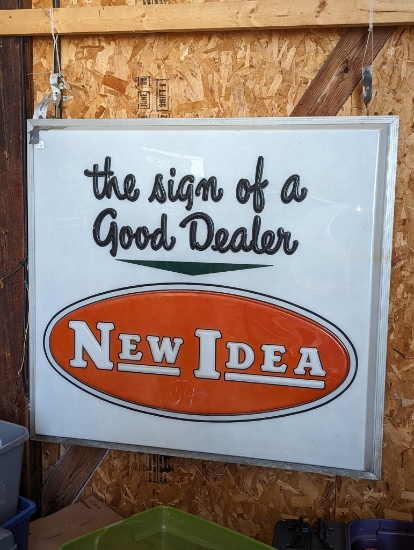 the sign of a
Good Dealer
NEW IDEA